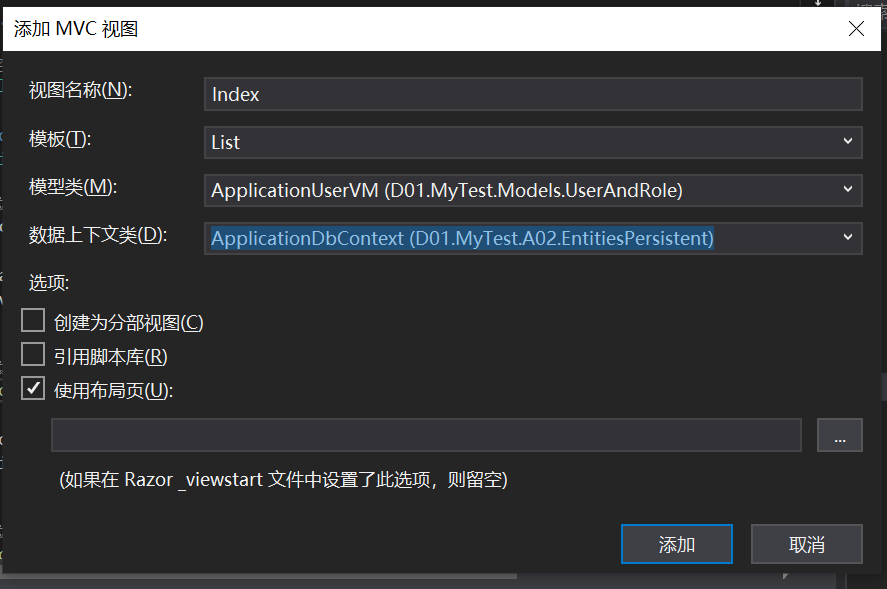 添加 MVC 视图
视图名称(N): Index
模板(T): List
模型类(M): ApplicationUserVM (D01.MyTest.Models.UserAndRole)
数据上下文类(D): ApplicationDbContext (D01.MyTest.A02.EntitiesPersistent)
选项:
创建为分部视图(C)
引用脚本库(R)
使用布局页(U):
...
(如果在 Razor _viewstart 文件中设置了此选项，则留空)
添加 取消